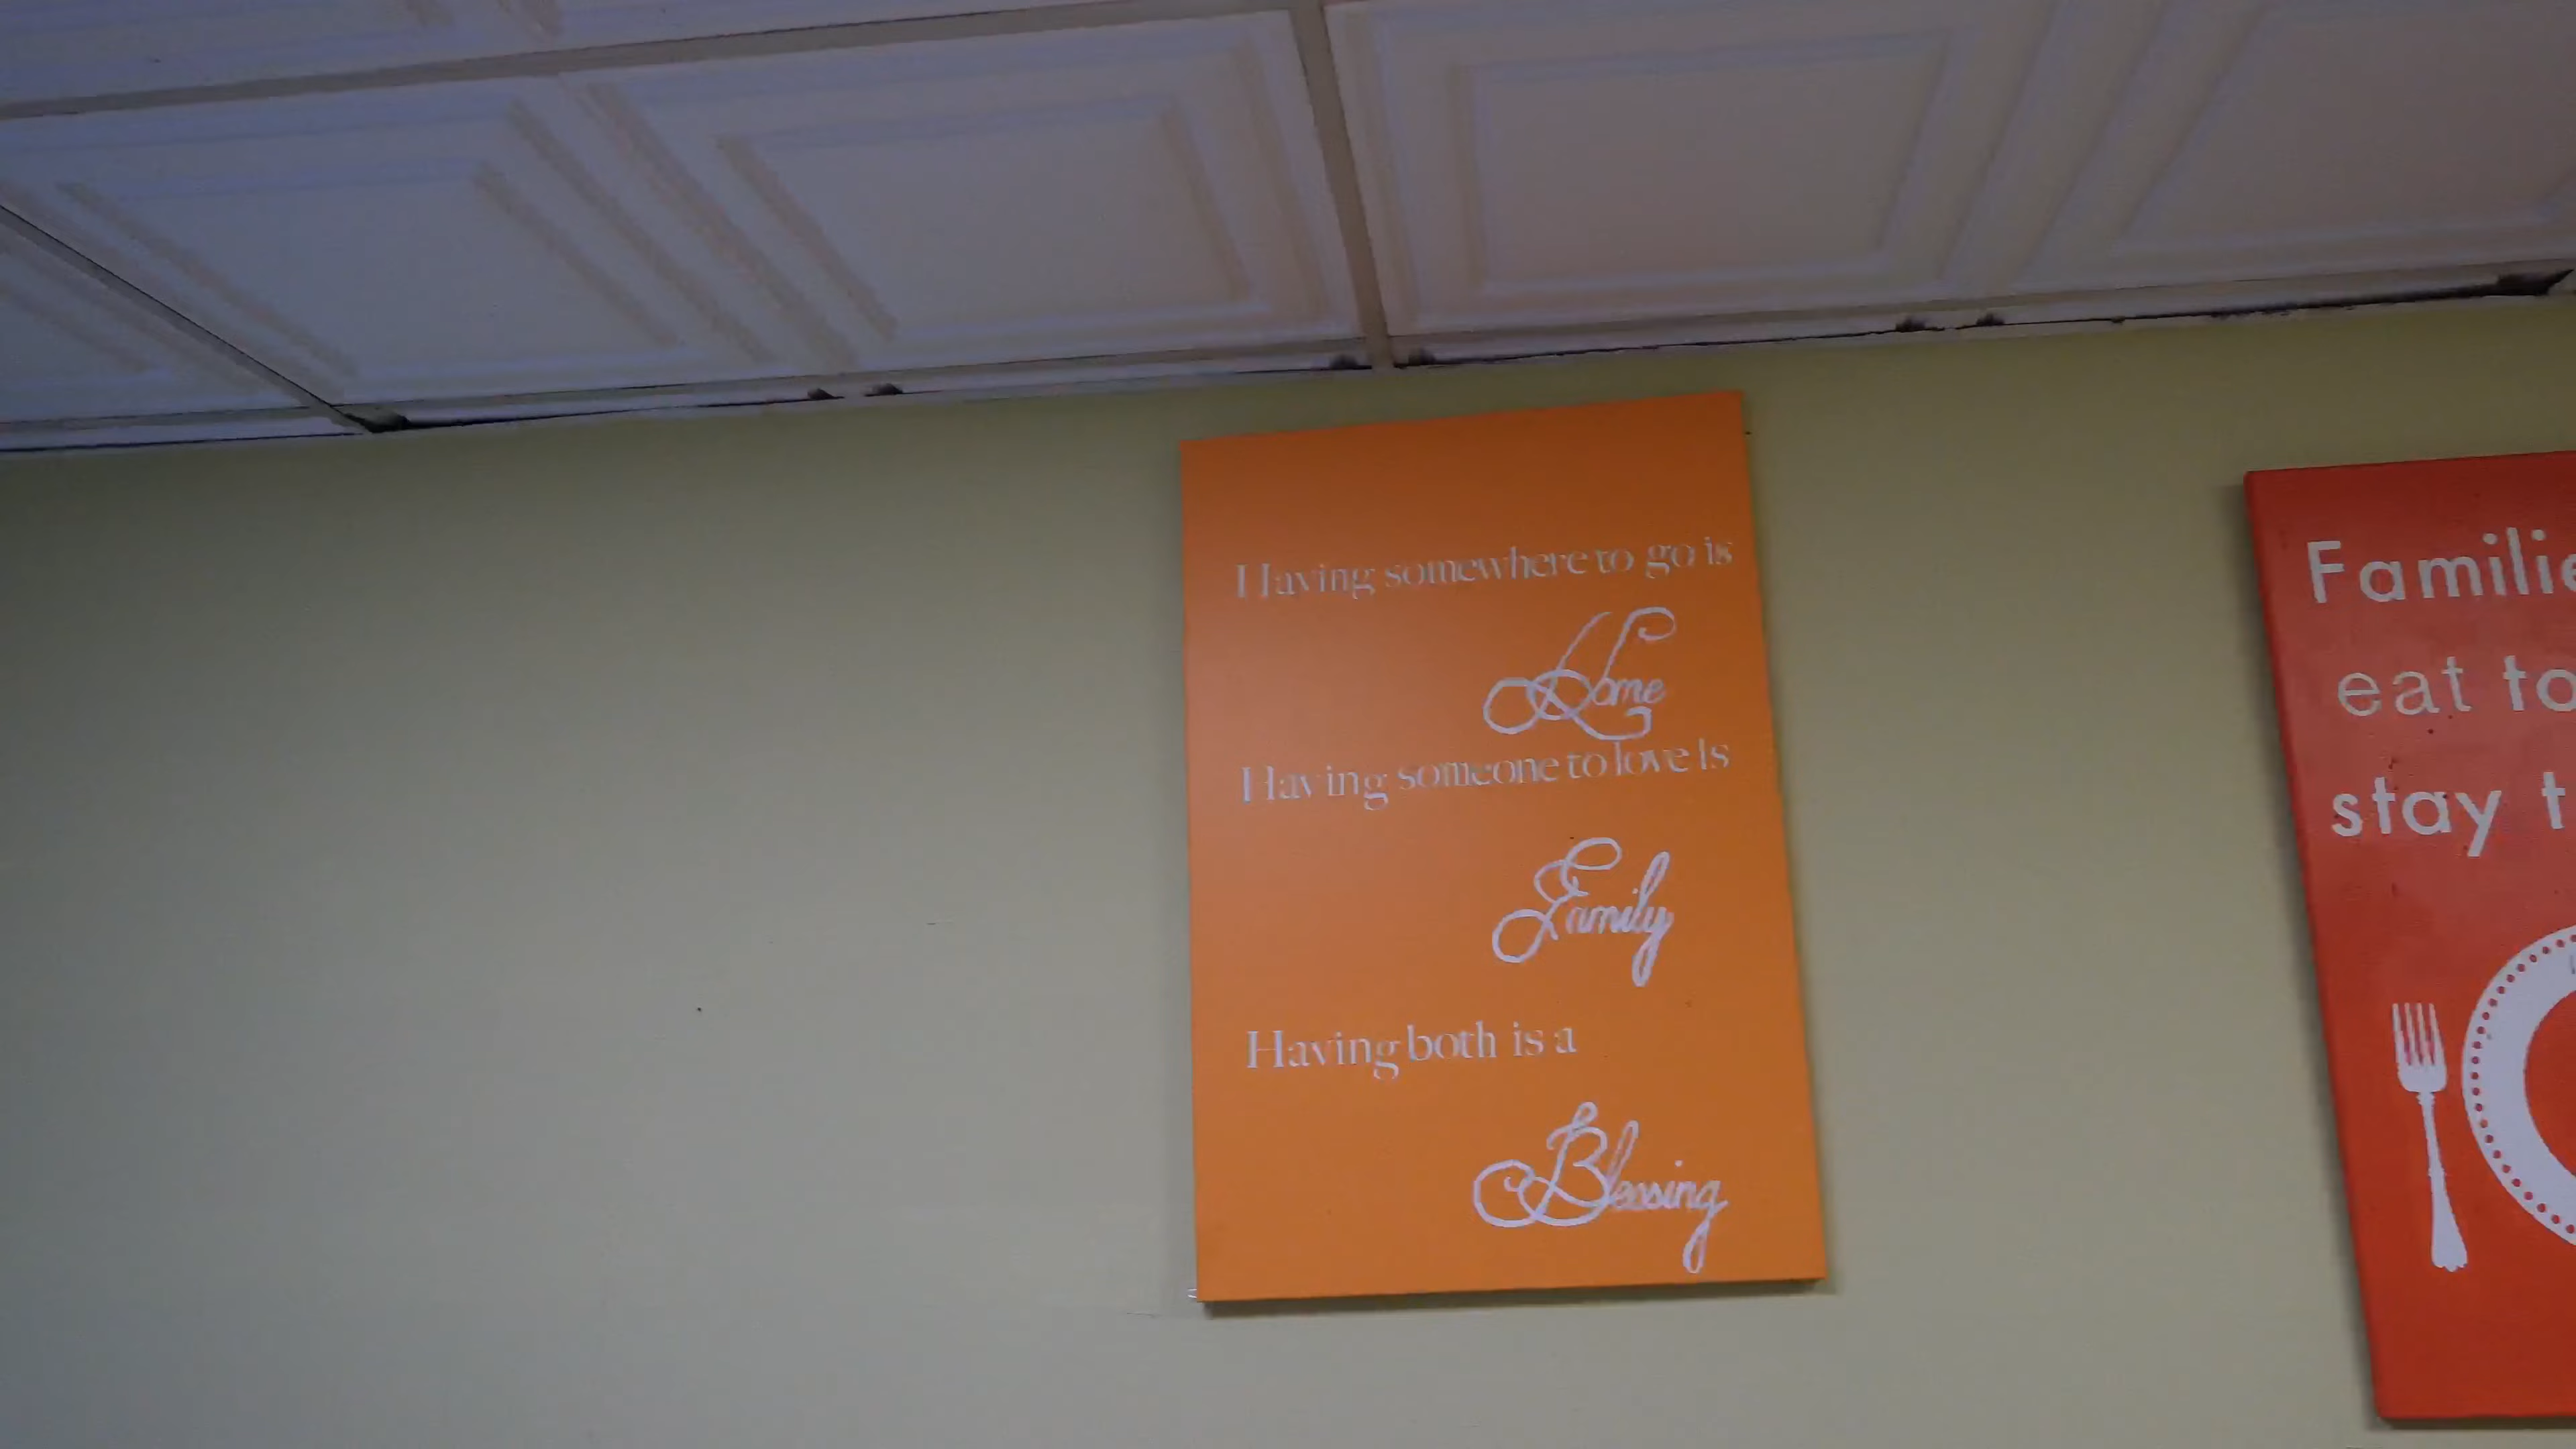 Having somewhere to go is
Home
Having someone to love Is
Family
Having both is a
Blessing
Familie
eat to
stay t